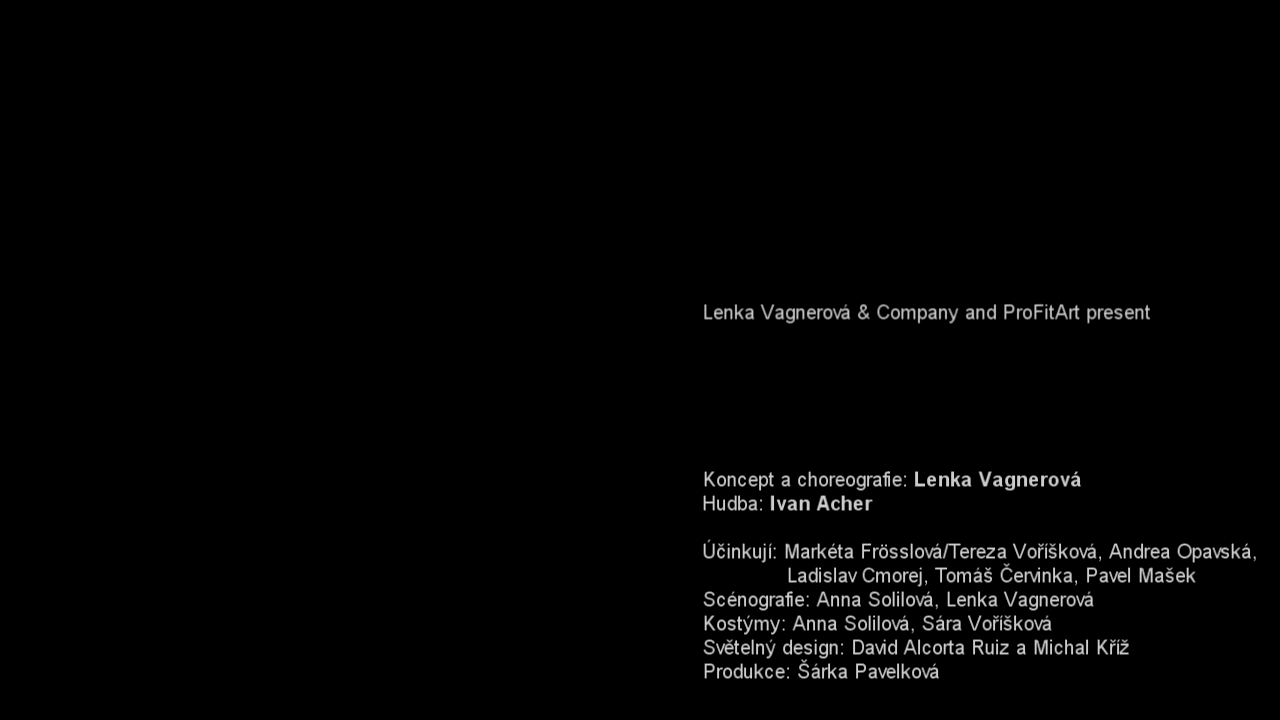 Lenka Vagnerová & Company and ProFitArt present
Koncept a choreografie: Lenka Vagnerová
Hudba: Ivan Acher
Účinkují: Markéta Frösslová/Tereza Voříšková, Andrea Opavská,
Ladislav Cmorej, Tomáš Červinka, Pavel Mašek
Scénografie: Anna Solilová, Lenka Vagnerová
Kostýmy: Anna Solilová, Sára Voříšková
Světelný design: David Alcorta Ruiz a Michal Kříž
Produkce: Šárka Pavelková